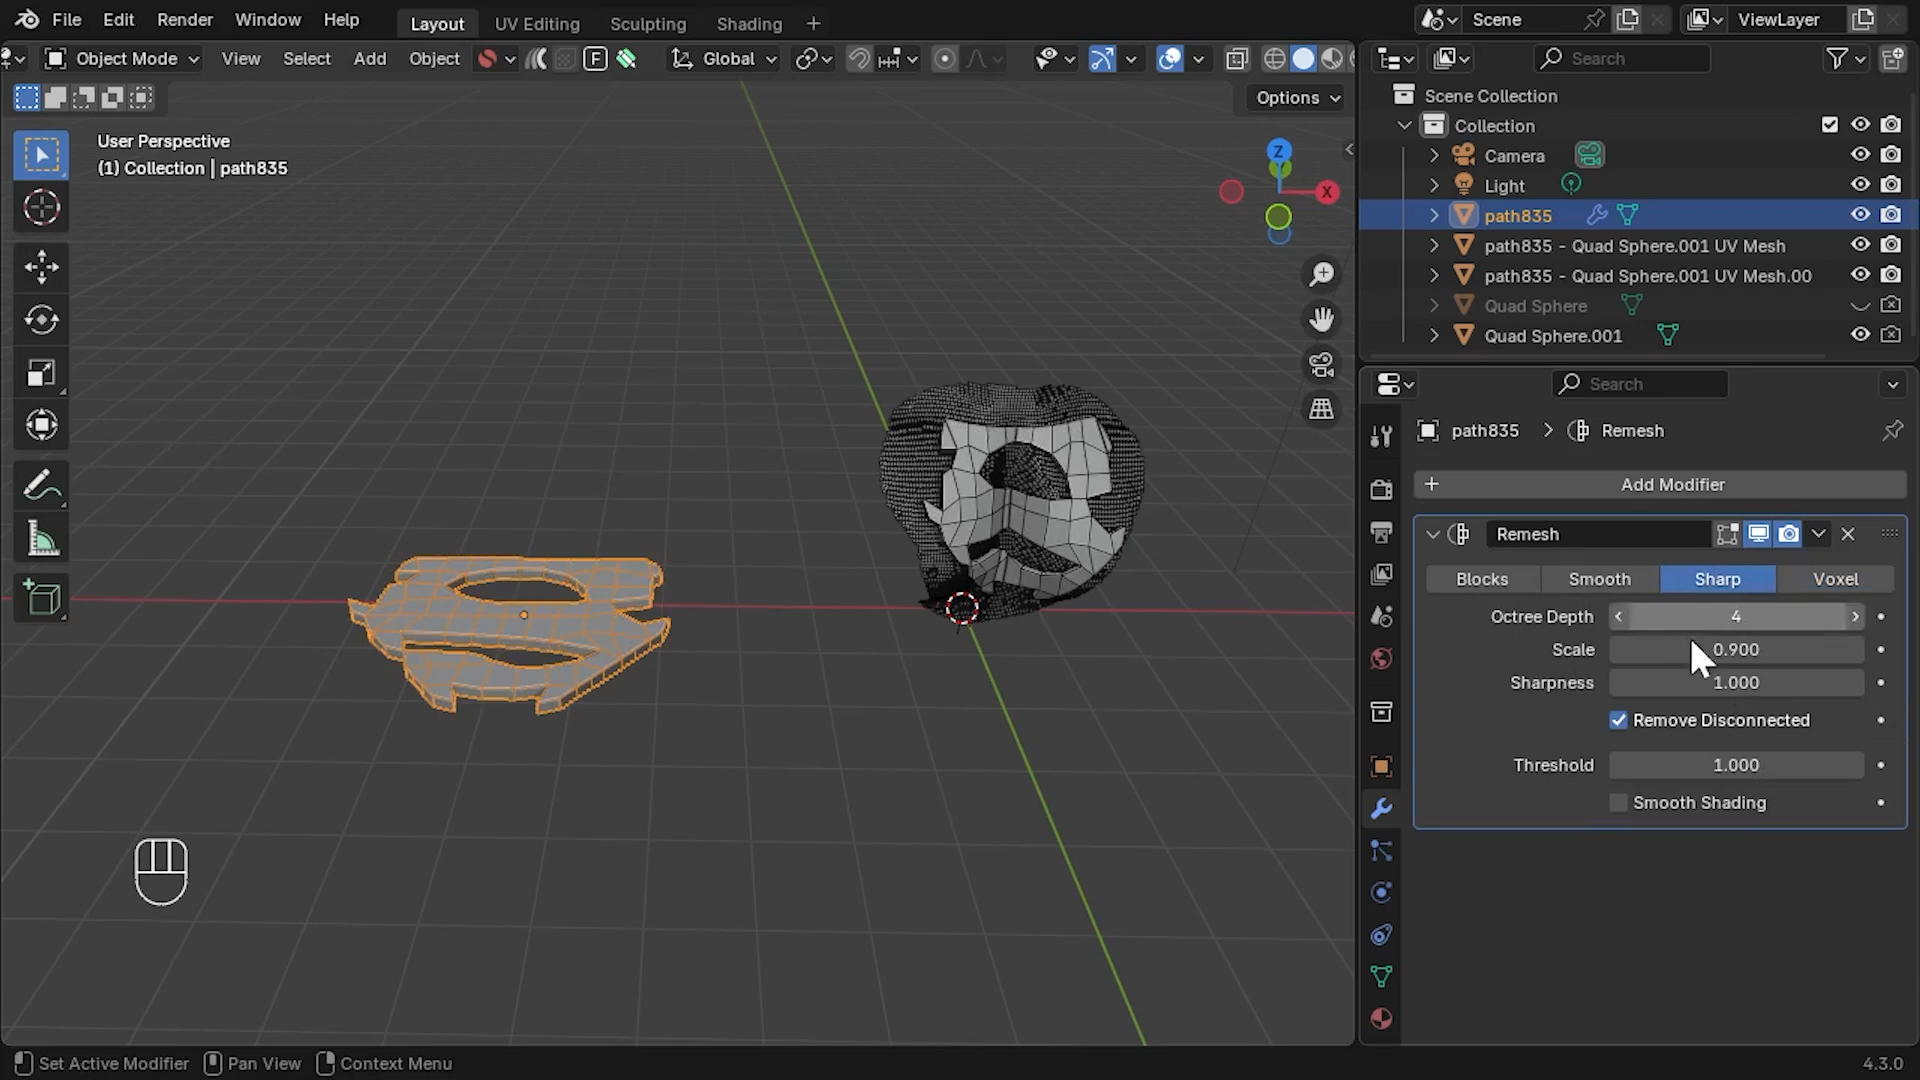 File Edit Render Window Help Layout UV Editing Sculpting Shading + Scene ViewLayer
Object Mode View Select Add Object F Global Search
Options
User Perspective
(1) Collection | path835
Z
X
Scene Collection
Collection
Camera
Light
path835
path835 - Quad Sphere.001 UV Mesh
path835 - Quad Sphere.001 UV Mesh.00
Quad Sphere
Quad Sphere.001
Search
path835 > Remesh
+ Add Modifier
Remesh
Blocks Smooth Sharp Voxel
Octree Depth 4
Scale 0.900
Sharpness 1.000
Remove Disconnected
Threshold 1.000
Smooth Shading
Set Active Modifier Pan View Context Menu 4.3.0